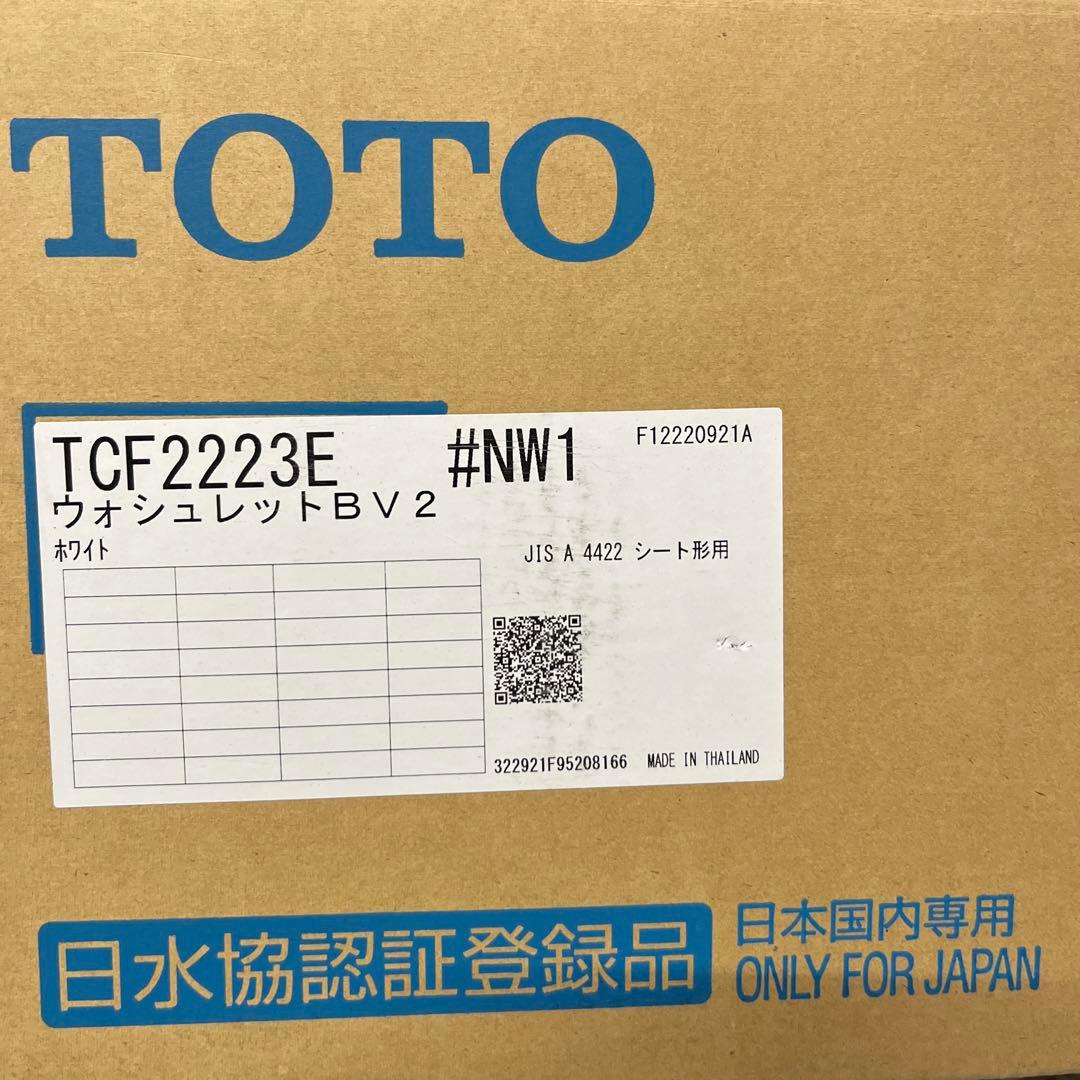 TOTO
TCF2223E #NW1 F12220921A
ウォシュレットＢＶ２
ホワイト
JIS A 4422 シート形用
322921F95208166 MADE IN THAILAND
日水協認証登録品
日本国内専用
ONLY FOR JAPAN